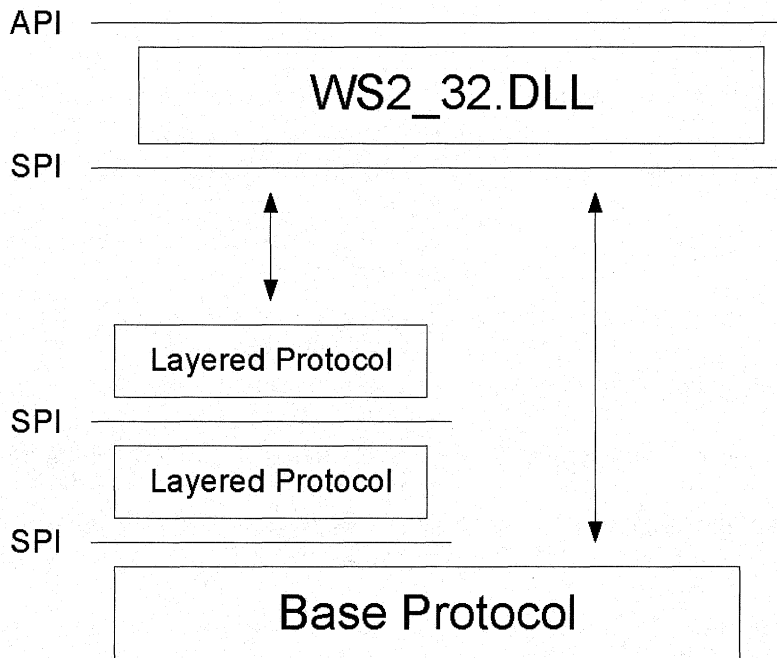 API
WS2_32.DLL
SPI
Layered Protocol
SPI
Layered Protocol
SPI
Base Protocol